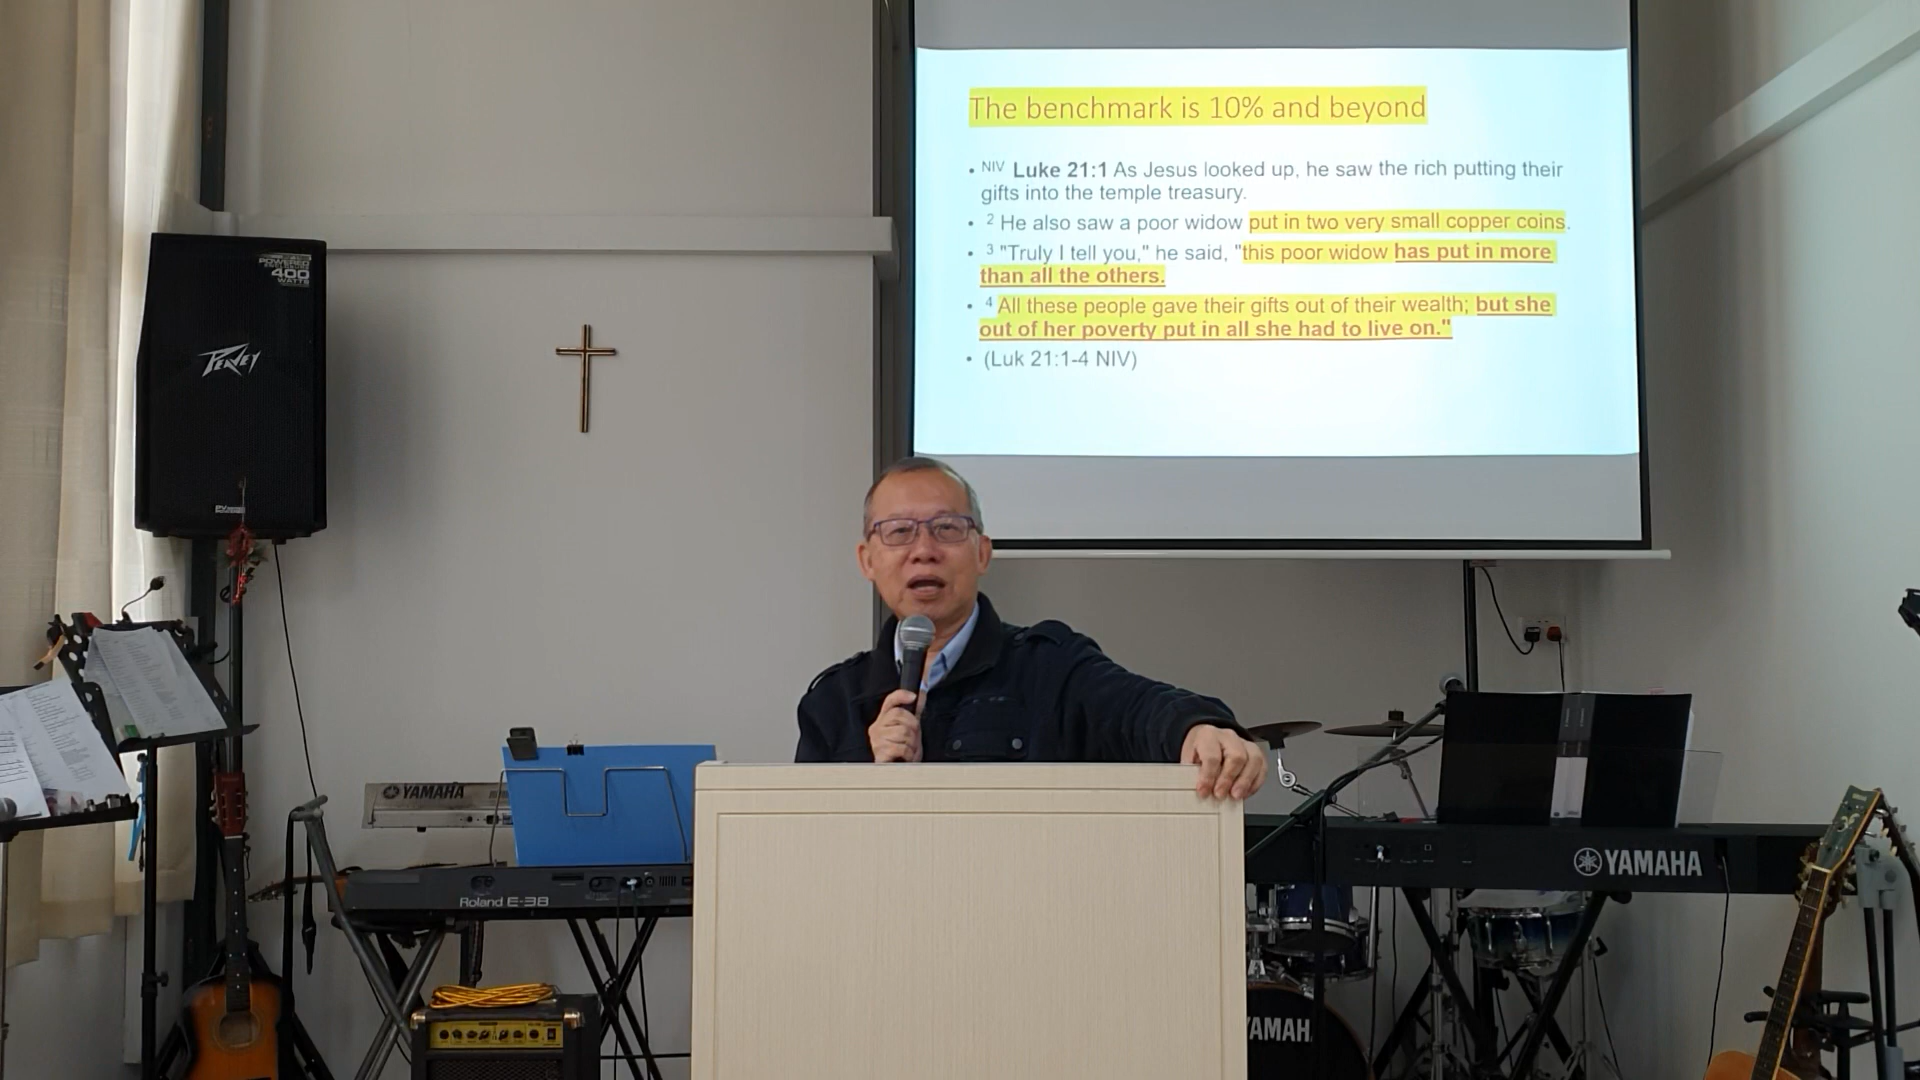 The benchmark is 10% and beyond
• NIV Luke 21:1 As Jesus looked up, he saw the rich putting their
gifts into the temple treasury.
• 2 He also saw a poor widow put in two very small copper coins.
• 3 "Truly I tell you," he said, "this poor widow has put in more
than all the others.
• 4 All these people gave their gifts out of their wealth; but she
out of her poverty put in all she had to live on."
• (Luk 21:1-4 NIV)
POWERED
400
WATTS
PEAVEY
YAMAHA
Roland E-38
YAMAHA
YAMAH